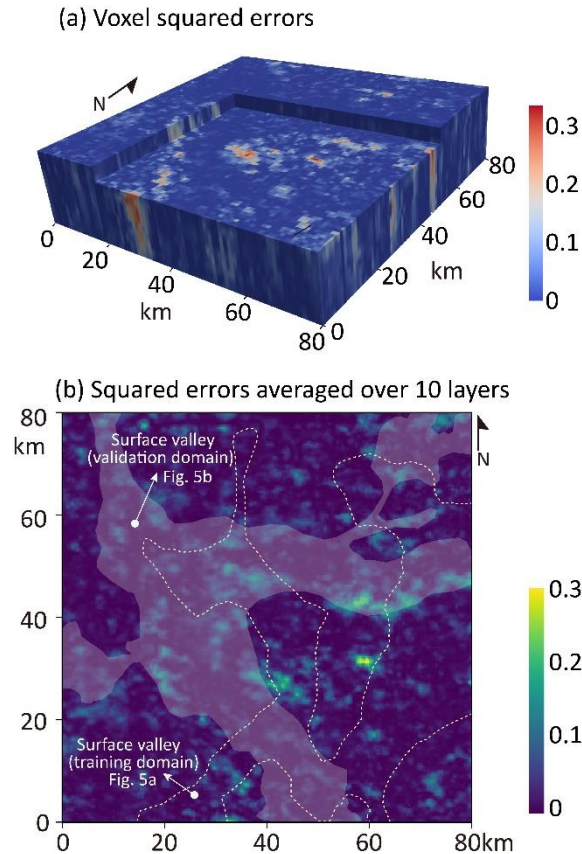 (a) Voxel squared errors
N
0.3
0.2
0.1
0
0
20
40
60
80
km
0
20
40
60
80
km
(b) Squared errors averaged over 10 layers
80
km
60
40
20
0
N
Surface valley
(validation domain)
Fig. 5b
Surface valley
(training domain)
Fig. 5a
0
20
40
60
80km
0.3
0.2
0.1
0